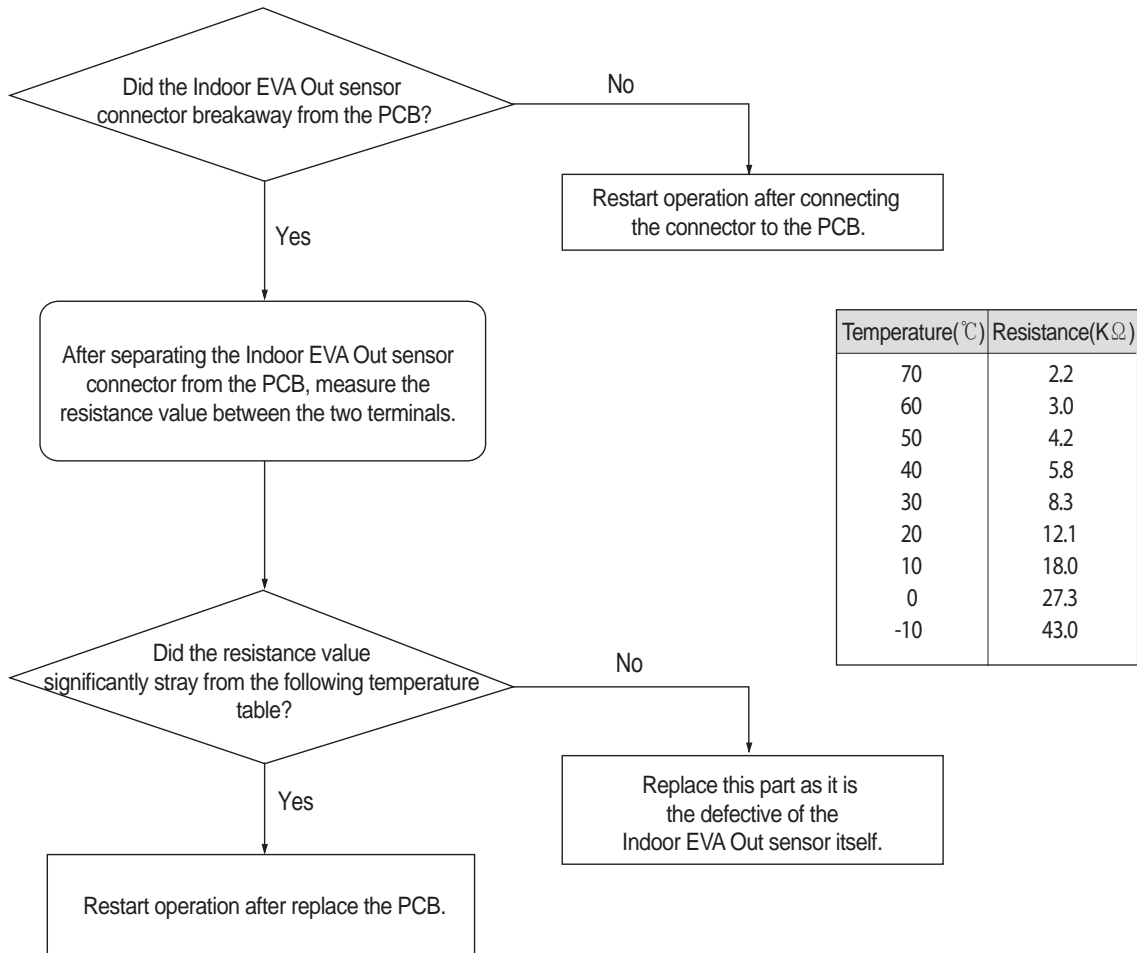 Did the Indoor EVA Out sensor
connector breakaway from the PCB?
No
Restart operation after connecting
the connector to the PCB.
Yes
After separating the Indoor EVA Out sensor
connector from the PCB, measure the
resistance value between the two terminals.
Temperature(℃) Resistance(KΩ)
70 2.2
60 3.0
50 4.2
40 5.8
30 8.3
20 12.1
10 18.0
0 27.3
-10 43.0
Did the resistance value
significantly stray from the following temperature
table?
No
Replace this part as it is
the defective of the
Indoor EVA Out sensor itself.
Yes
Restart operation after replace the PCB.